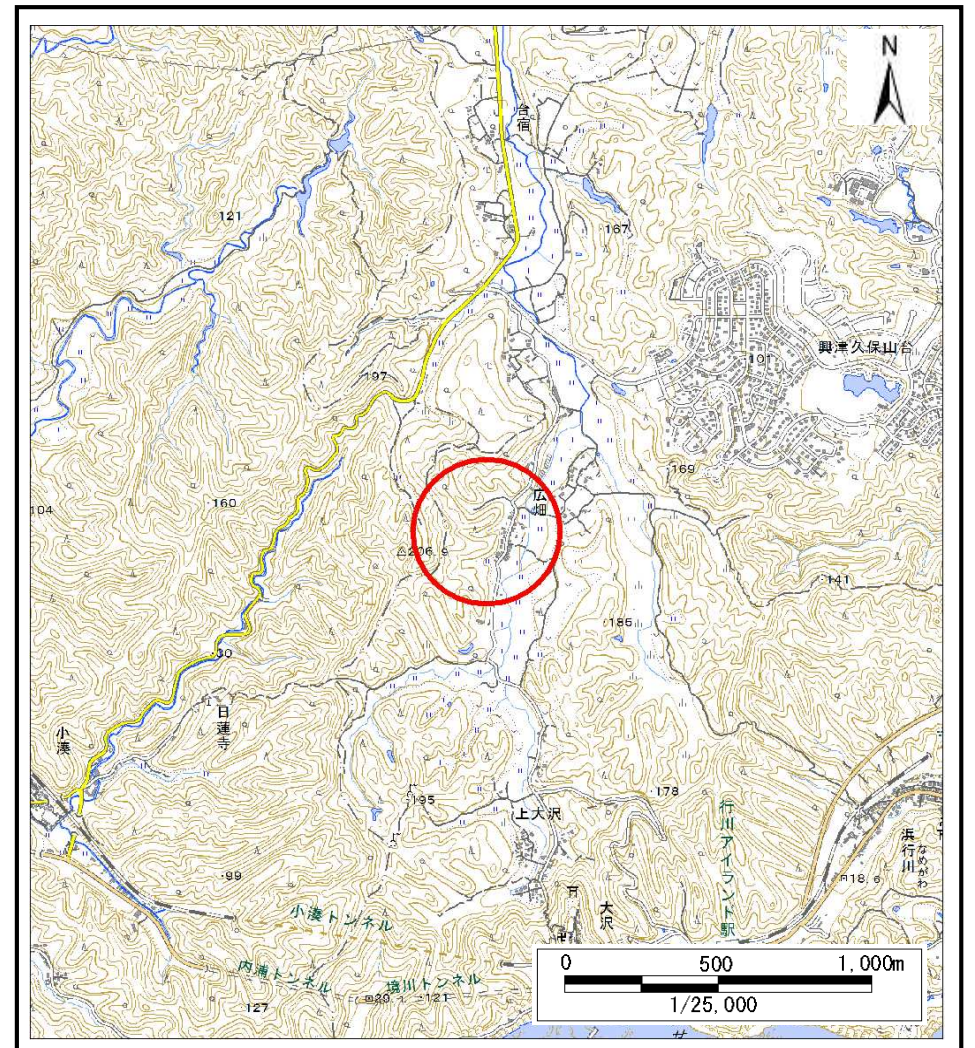 N
台宿
121
167
興津久保山台
101
197
169
160
104
広畑
△206.9
141
185
30
日蓮寺
小湊
195
178
上大沢
行川アイランド駅
浜行川
なめがわ
18.6
99
大沢
小湊トンネル
内浦トンネル
境川トンネル
29.1
121
127
0 500 1,000m
1/25,000